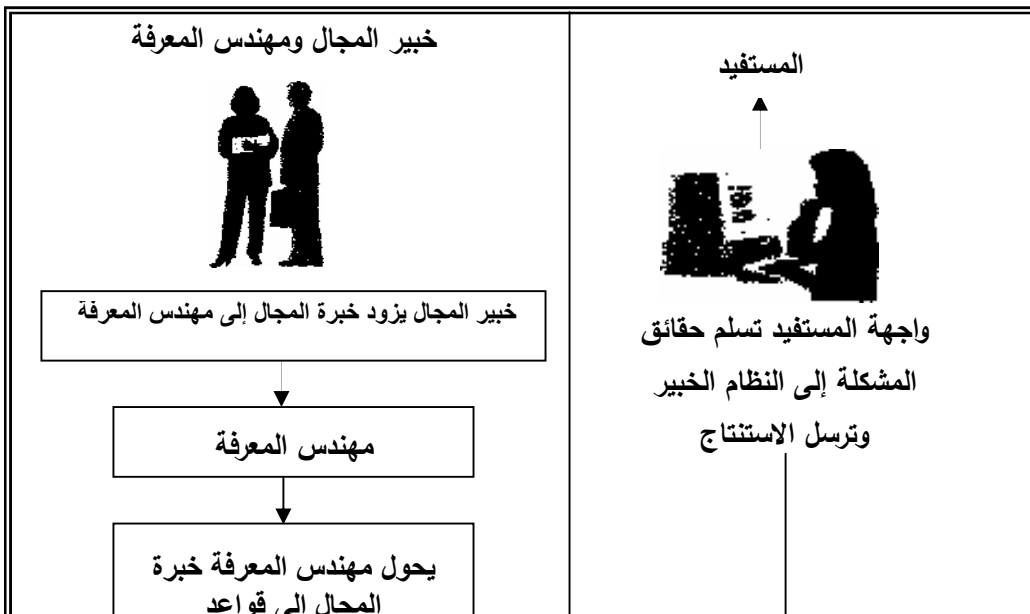 خبير المجال ومهندس المعرفة
خبير المجال يزود خبرة المجال إلى مهندس المعرفة
مهندس المعرفة
يحول مهندس المعرفة خبرة
المجال إلى قواعد
المستفيد
واجهة المستفيد تسلم حقائق
المشكلة إلى النظام الخبير
وترسل الاستنتاج